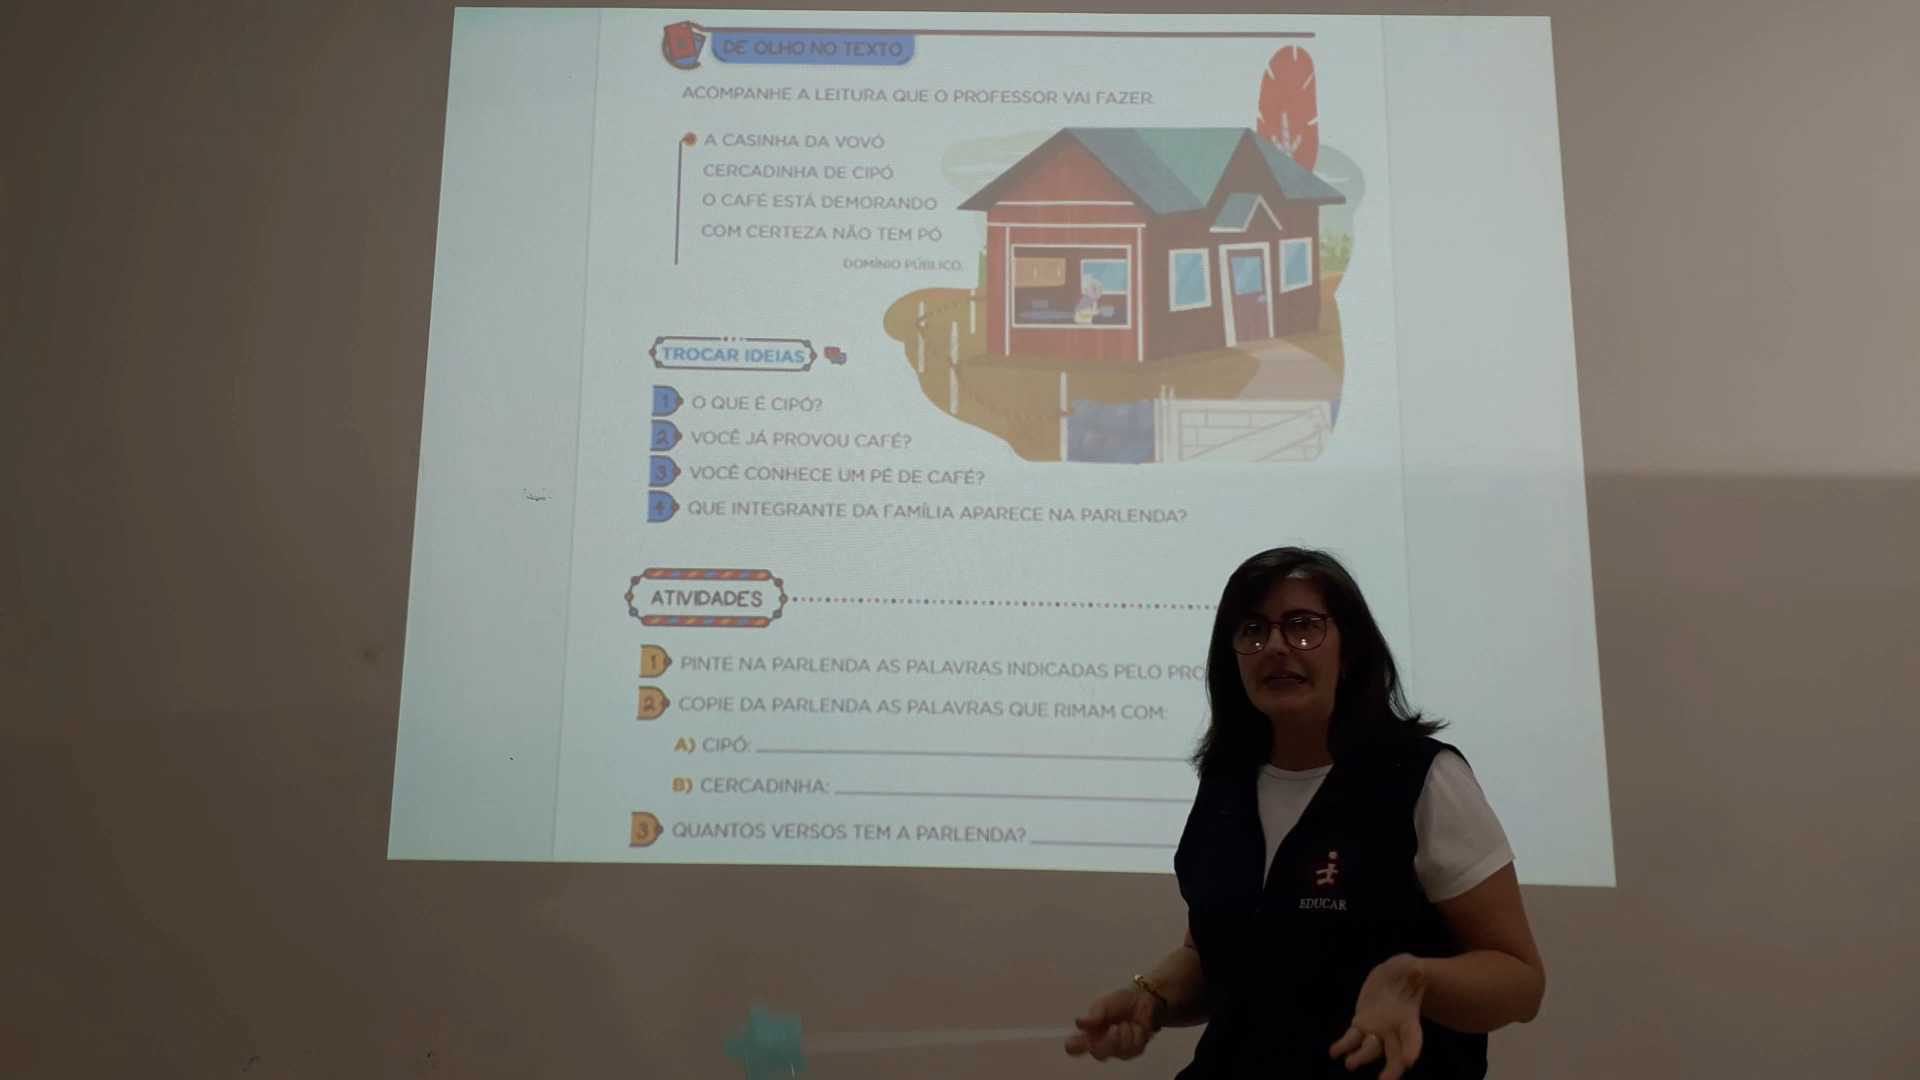 DE OLHO NO TEXTO
ACOMPANHE A LEITURA QUE O PROFESSOR VAI FAZER.
A CASINHA DA VOVÓ
CERCADINHA DE CIPÓ
O CAFÉ ESTÁ DEMORANDO
COM CERTEZA NÃO TEM PÓ
DOMÍNIO PÚBLICO.
TROCAR IDEIAS
1 O QUE É CIPÓ?
2 VOCÊ JÁ PROVOU CAFÉ?
3 VOCÊ CONHECE UM PÉ DE CAFÉ?
4 QUE INTEGRANTE DA FAMÍLIA APARECE NA PARLENDA?
ATIVIDADES
1 PINTE NA PARLENDA AS PALAVRAS INDICADAS PELO PRO
2 COPIE DA PARLENDA AS PALAVRAS QUE RIMAM COM:
A) CIPÓ:
B) CERCADINHA:
3 QUANTOS VERSOS TEM A PARLENDA?
EDUCAR